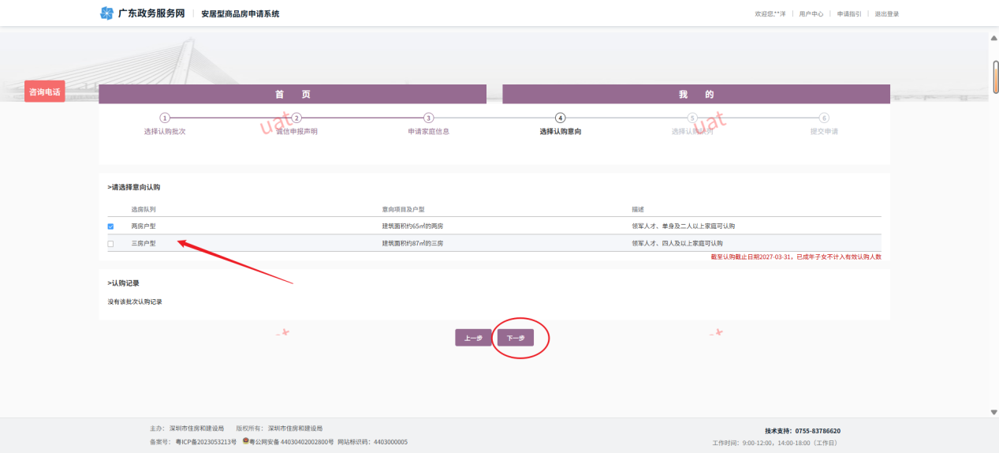 广东政务服务网 安居型商品房申请系统 欢迎您,**洋 用户中心 申请指引 退出登录
咨询电话
首 页 我 的
1 2 3 4 5 6
选择认购批次 诚信申报声明 申请家庭信息 选择认购意向 选择认购队列 提交申请
uat uat
>请选择意向认购
选房队列 意向项目及户型 描述
两房户型 建筑面积约65㎡的两房 领军人才、单身及二人以上家庭可认购
三房户型 建筑面积约87㎡的三房 领军人才、四人及以上家庭可认购
截至认购截止日期2027-03-31，已成年子女不计入有效认购人数
>认购记录
没有该批次认购记录
上一步 下一步
主办： 深圳市住房和建设局 版权所有： 深圳市住房和建设局
备案号： 粤ICP备2023053213号 粤公网安备 44030402002800号 网站标识码：4403000005
技术支持：0755-83786620
工作时间：9:00-12:00，14:00-18:00（工作日）